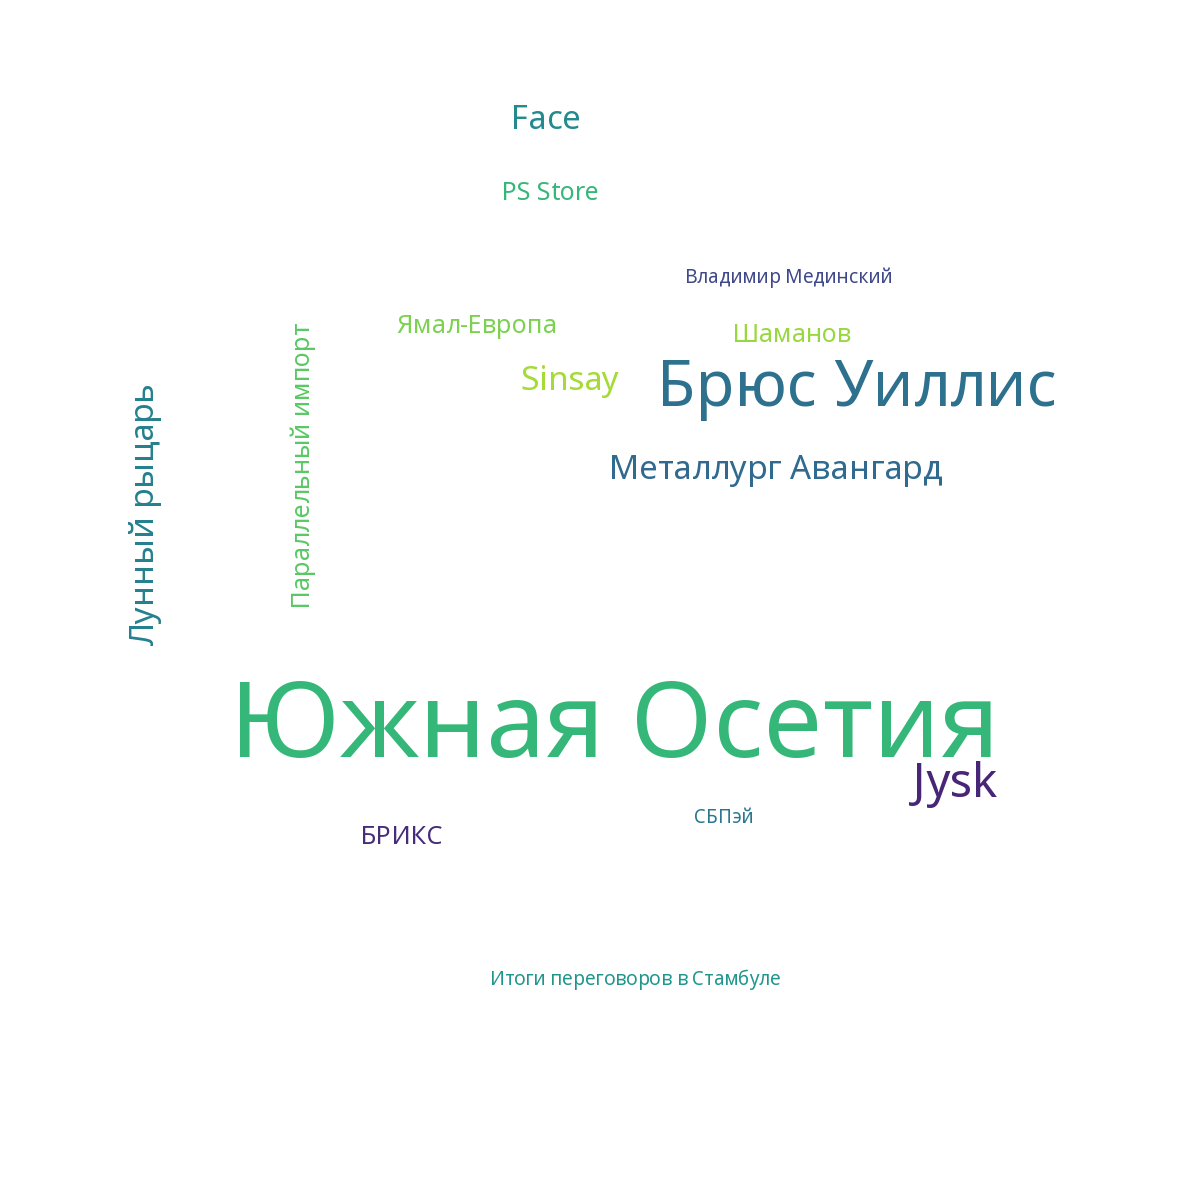 Face
PS Store
Владимир Мединский
Ямал-Европа
Шаманов
Sinsay
Брюс Уиллис
Параллельный импорт
Лунный рыцарь
Металлург Авангард
Южная Осетия
Jysk
СБПэй
БРИКС
Итоги переговоров в Стамбуле